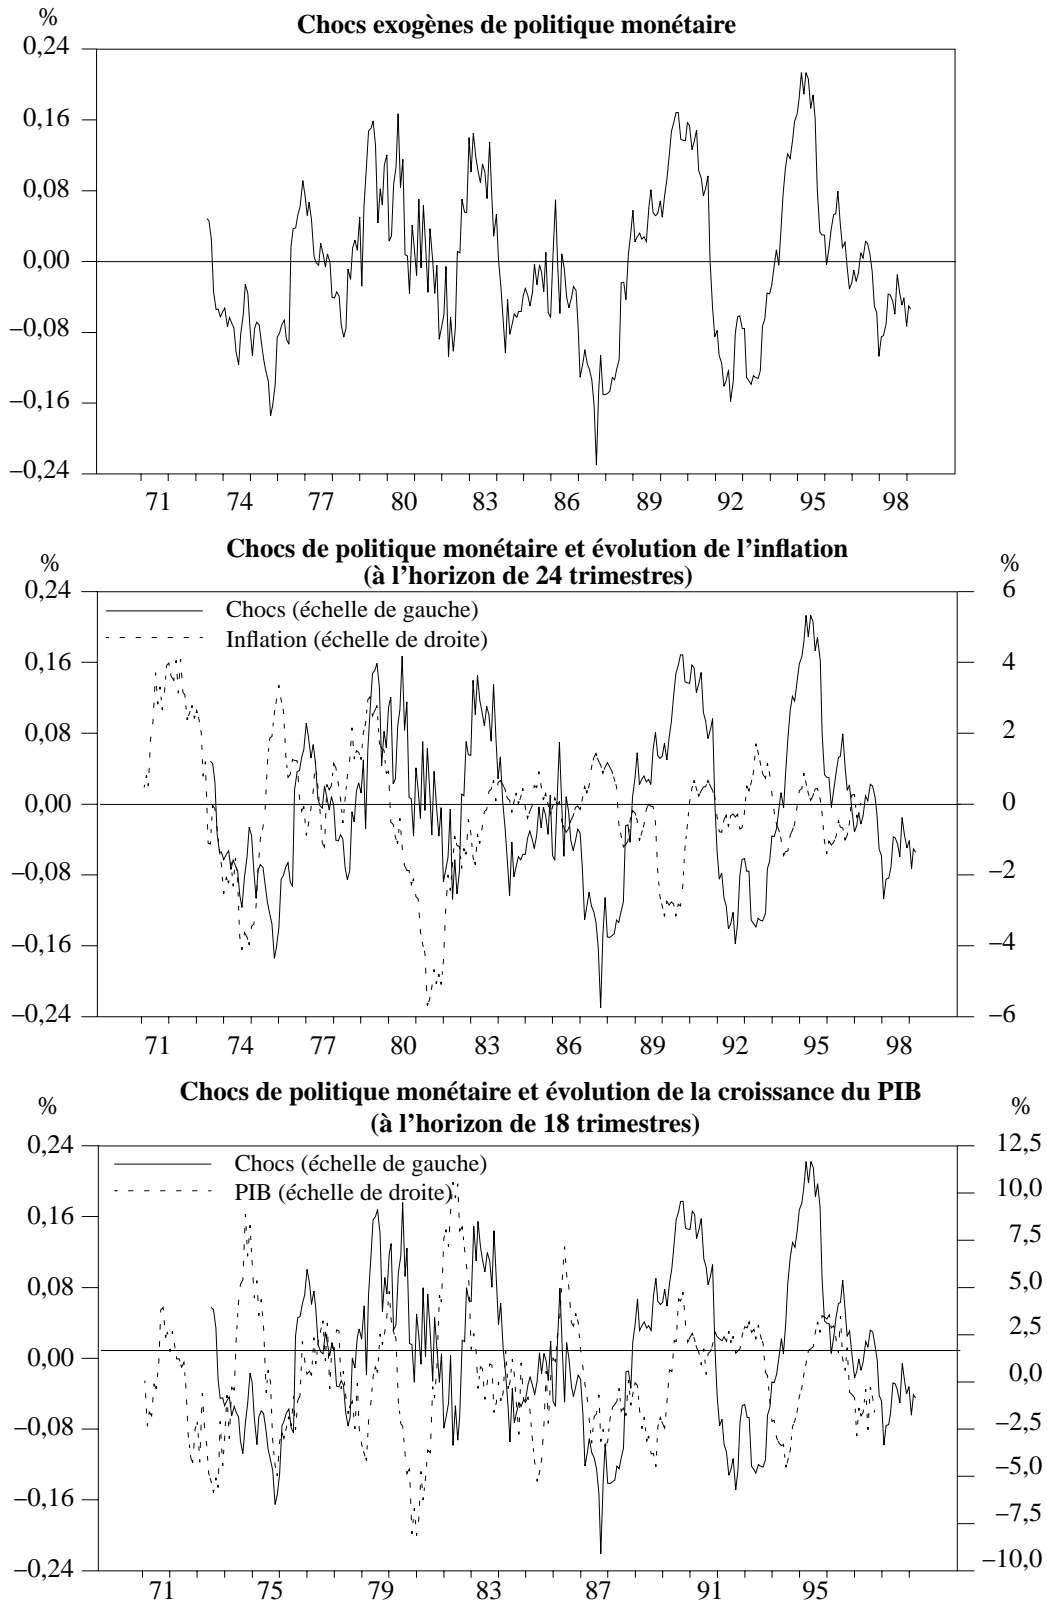 Chocs exogènes de politique monétaire
%
0,24
0,16
0,08
0,00
–0,08
–0,16
–0,24
71 74 77 80 83 86 89 92 95 98
Chocs de politique monétaire et évolution de l’inflation
(à l’horizon de 24 trimestres)
% %
0,24 6
Chocs (échelle de gauche)
Inflation (échelle de droite)
0,16 4
0,08 2
0,00 0
–0,08 –2
–0,16 –4
–0,24 –6
71 74 77 80 83 86 89 92 95 98
Chocs de politique monétaire et évolution de la croissance du PIB
(à l’horizon de 18 trimestres)
% %
0,24 12,5
Chocs (échelle de gauche)
PIB (échelle de droite)
10,0
0,16
7,5
0,08 5,0
2,5
0,00 0,0
–0,08 –2,5
–5,0
–0,16 –7,5
–0,24 –10,0
71 75 79 83 87 91 95